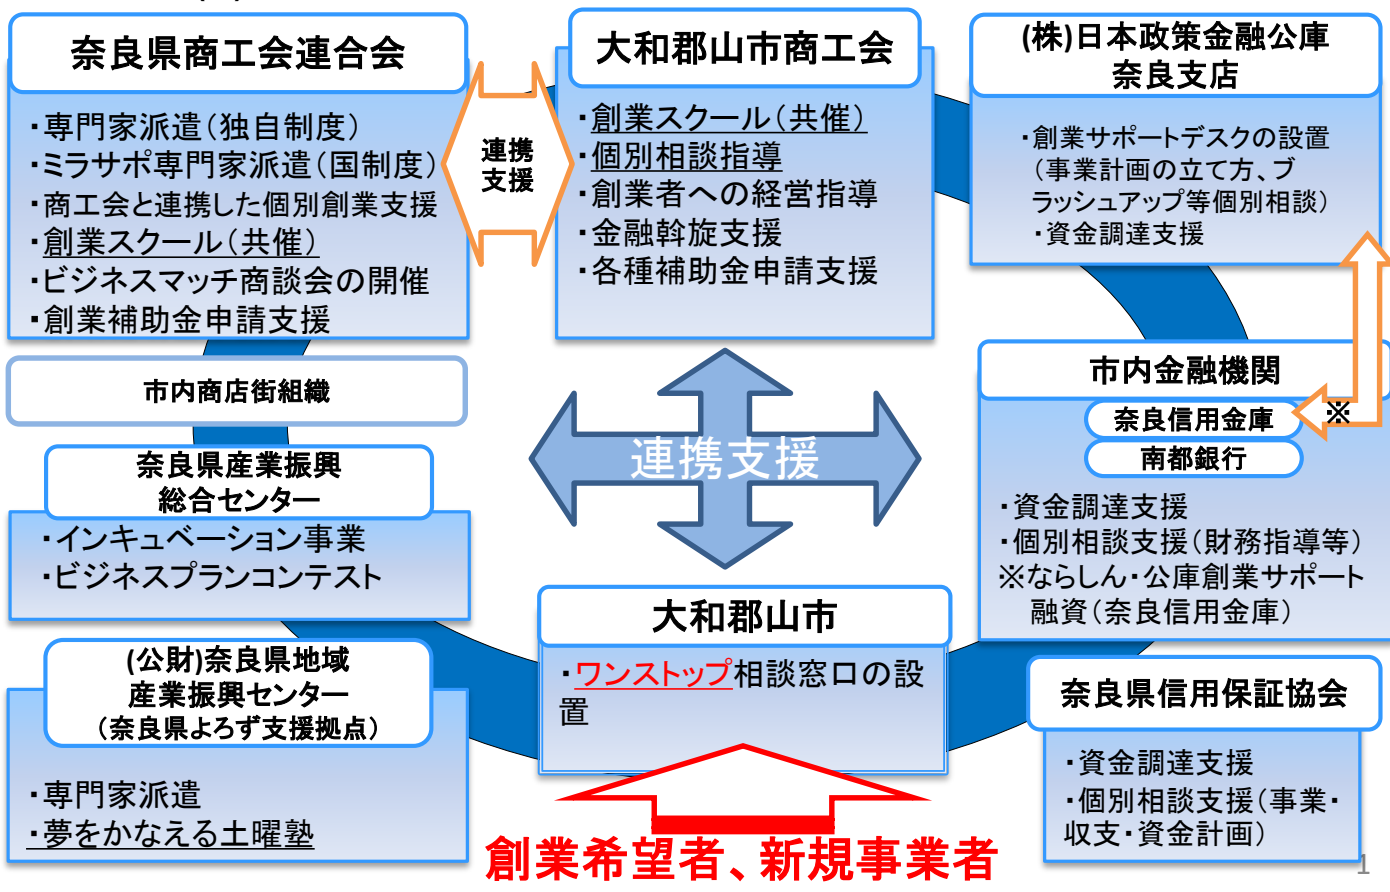 奈良県商工会連合会
・専門家派遣(独自制度)
・ミラサポ専門家派遣(国制度)
・商工会と連携した個別創業支援
・創業スクール(共催)
・ビジネスマッチ商談会の開催
・創業補助金申請支援
連携
支援
大和郡山市商工会
・創業スクール(共催)
・個別相談指導
・創業者への経営指導
・金融斡旋支援
・各種補助金申請支援
(株)日本政策金融公庫
奈良支店
・創業サポートデスクの設置
(事業計画の立て方、ブ
ラッシュアップ等個別相談)
・資金調達支援
市内商店街組織
奈良県産業振興
総合センター
・インキュベーション事業
・ビジネスプランコンテスト
連携支援
市内金融機関
奈良信用金庫
※
南都銀行
・資金調達支援
・個別相談支援(財務指導等)
※ならしん・公庫創業サポート
融資(奈良信用金庫)
(公財)奈良県地域
産業振興センター
(奈良県よろず支援拠点)
・専門家派遣
・夢をかなえる土曜塾
大和郡山市
・ワンストップ相談窓口の設
置
奈良県信用保証協会
・資金調達支援
・個別相談支援(事業・
収支・資金計画)
創業希望者、新規事業者
1